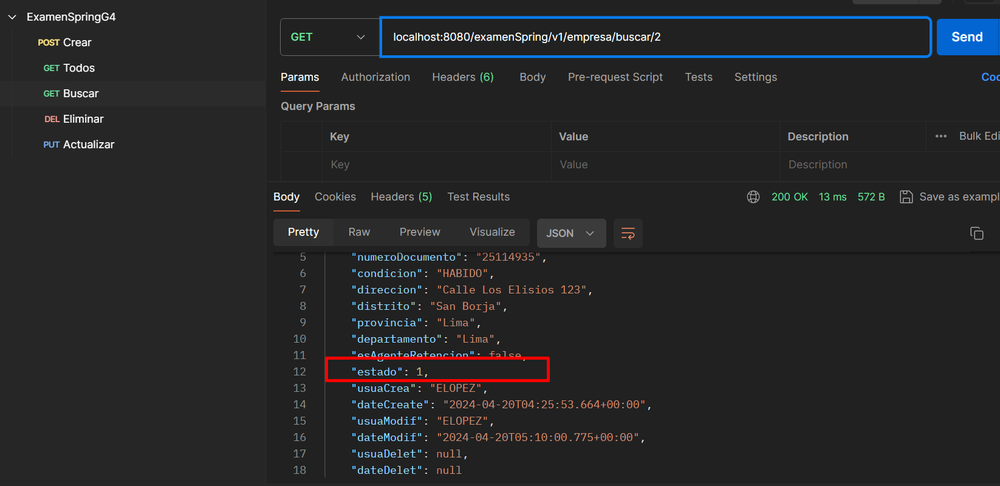 ExamenSpringG4
POST Crear
GET Todos
GET Buscar
DEL Eliminar
PUT Actualizar
GET
localhost:8080/examenSpring/v1/empresa/buscar/2
Send
Params Authorization Headers (6) Body Pre-request Script Tests Settings
Query Params
Key Value Description Bulk Edi
Key Value Description
Body Cookies Headers (5) Test Results 200 OK 13 ms 572 B Save as exampl
Pretty Raw Preview Visualize JSON
5 "numeroDocumento": "25114935",
6 "condicion": "HABIDO",
7 "direccion": "Calle Los Elisios 123",
8 "distrito": "San Borja",
9 "provincia": "Lima",
10 "departamento": "Lima",
11 "esAgenteRetencion": false,
12 "estado": 1,
13 "usuaCrea": "ELOPEZ",
14 "dateCreate": "2024-04-20T04:25:53.664+00:00",
15 "usuaModif": "ELOPEZ",
16 "dateModif": "2024-04-20T05:10:00.775+00:00",
17 "usuaDelet": null,
18 "dateDelet": null